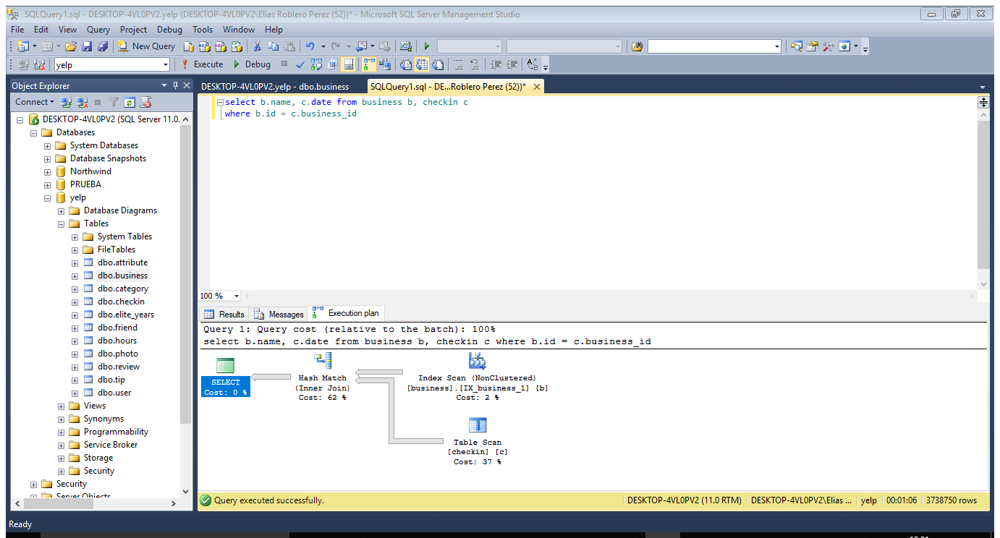 SQLQuery1.sql - DESKTOP-4VL0PV2.yelp (DESKTOP-4VL0PV2\Elias Roblero Perez (52))* - Microsoft SQL Server Management Studio
File Edit View Query Project Debug Tools Window Help
New Query
yelp Execute Debug
Object Explorer
Connect
DESKTOP-4VL0PV2 (SQL Server 11.0.
Databases
System Databases
Database Snapshots
Northwind
PRUEBA
yelp
Database Diagrams
Tables
System Tables
FileTables
dbo.attribute
dbo.business
dbo.category
dbo.checkin
dbo.elite_years
dbo.friend
dbo.hours
dbo.photo
dbo.review
dbo.tip
dbo.user
Views
Synonyms
Programmability
Service Broker
Storage
Security
Security
Server Objects
DESKTOP-4VL0PV2.yelp - dbo.business
SQLQuery1.sql - DE...Roblero Perez (52))*
select b.name, c.date from business b, checkin c
where b.id = c.business_id
100 %
Results Messages Execution plan
Query 1: Query cost (relative to the batch): 100%
select b.name, c.date from business b, checkin c where b.id = c.business_id
SELECT
Cost: 0 %
Hash Match
(Inner Join)
Cost: 62 %
Index Scan (NonClustered)
[business].[IX_business_1] [b]
Cost: 2 %
Table Scan
[checkin] [c]
Cost: 37 %
Query executed successfully.
DESKTOP-4VL0PV2 (11.0 RTM) DESKTOP-4VL0PV2\Elias ... yelp 00:01:06 3738750 rows
Ready